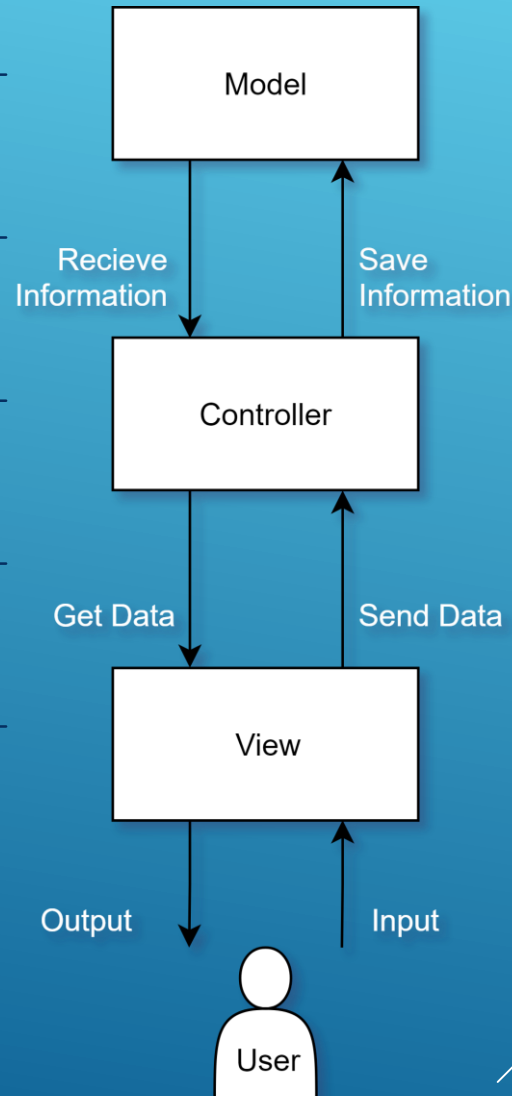 Model
Recieve
Information
Save
Information
Controller
Get Data
Send Data
View
Output
Input
User